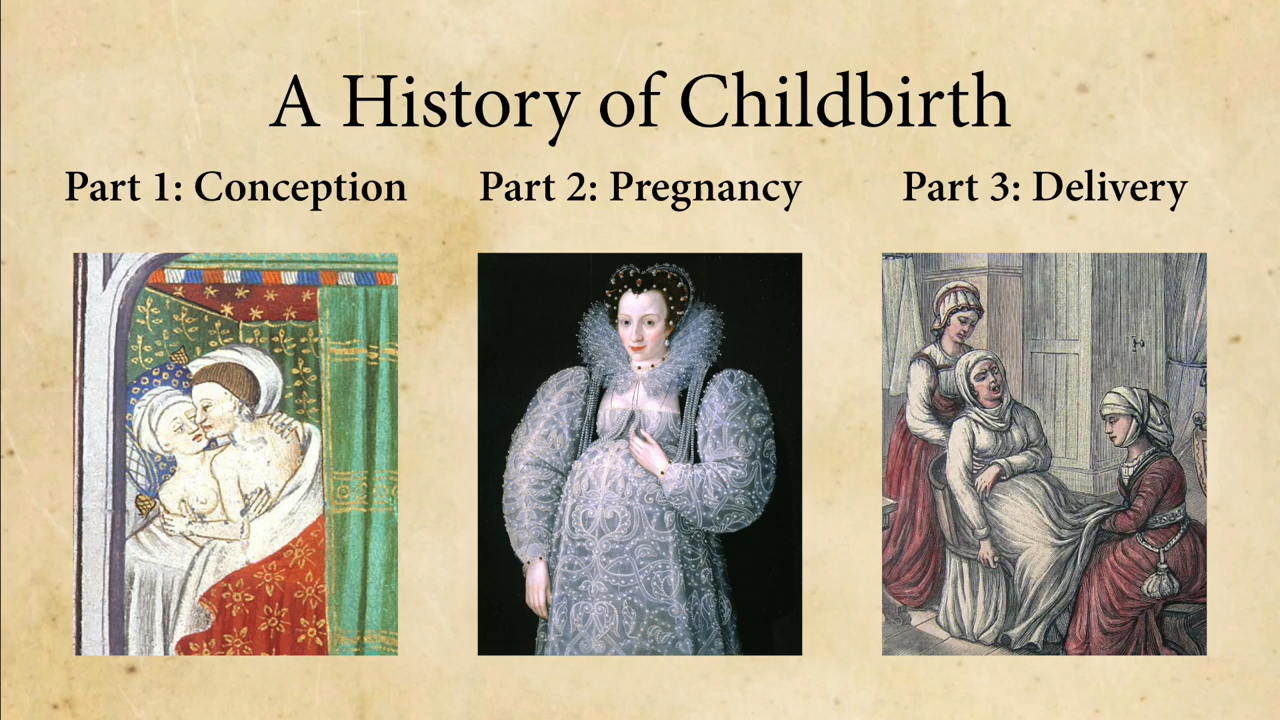 A History of Childbirth
Part 1: Conception
Part 2: Pregnancy
Part 3: Delivery